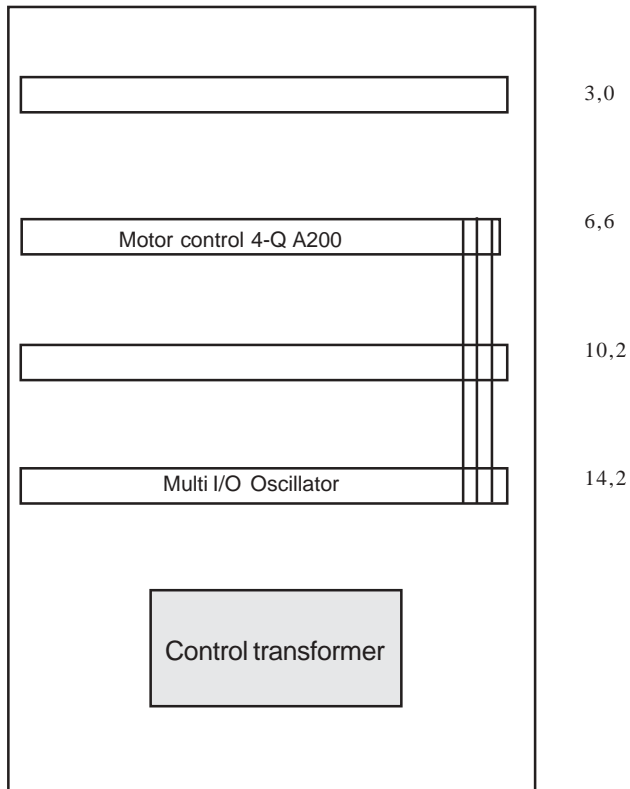 3,0
Motor control 4-Q A200
6,6
10,2
Multi I/O Oscillator
14,2
Control transformer